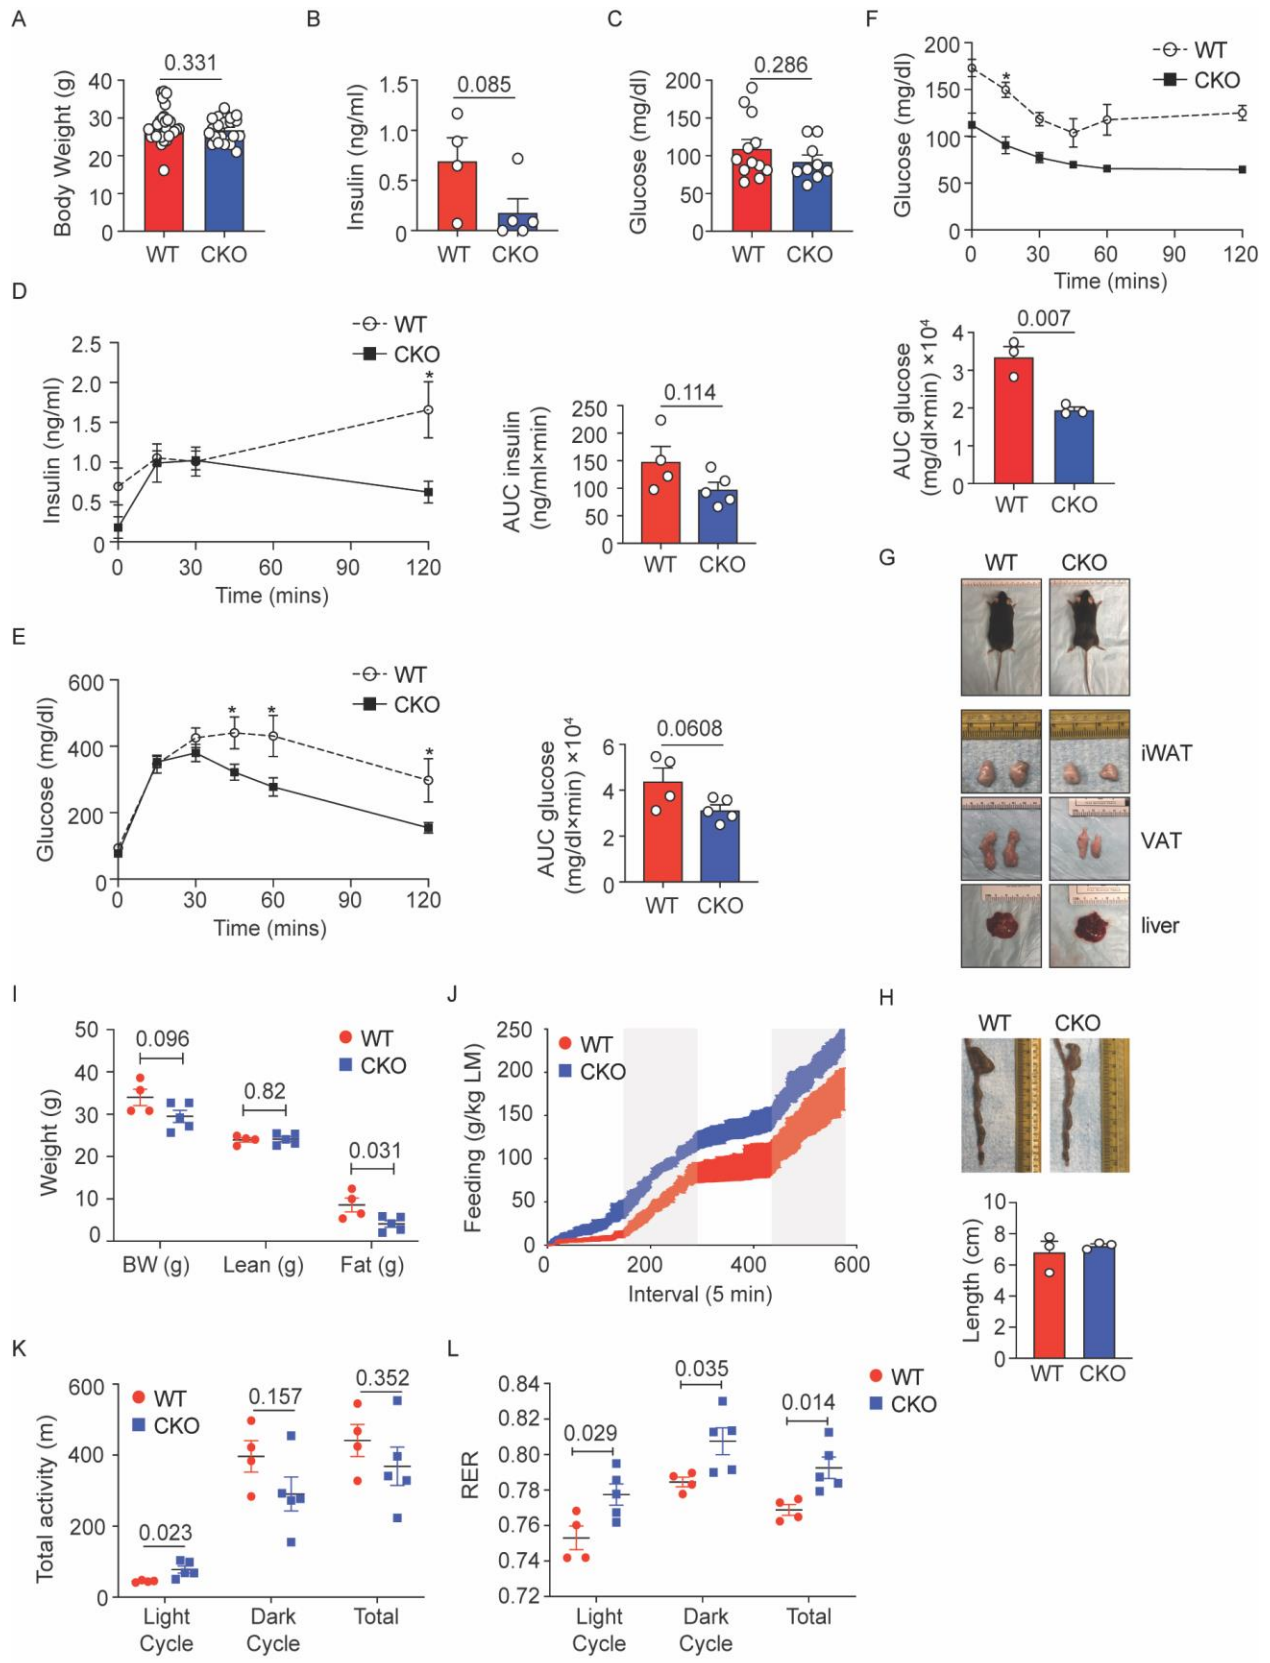 A
Body Weight (g)
40
30
20
10
0
0.331
WT CKO
B
Insulin (ng/ml)
1.5
1.0
0.5
0
0.085
WT CKO
C
Glucose (mg/dl)
200
150
100
50
0
0.286
WT CKO
F
Glucose (mg/dl)
200
150
100
50
0
WT
CKO
*
0 30 60 90 120
Time (mins)
AUC glucose
(mg/dl×min) ×10⁴
4
3
2
1
0
0.007
WT CKO
D
Insulin (ng/ml)
2.5
2.0
1.5
1.0
0.5
0
WT
CKO
*
0 30 60 90 120
Time (mins)
AUC insulin
(ng/ml×min)
250
200
150
100
50
0
0.114
WT CKO
E
Glucose (mg/dl)
600
400
200
0
WT
CKO
* * *
0 30 60 90 120
Time (mins)
AUC glucose
(mg/dl×min) ×10⁴
6
4
2
0
0.0608
WT CKO
G
WT CKO
iWAT
VAT
liver
H
WT CKO
Length (cm)
10
8
6
4
2
0
WT CKO
I
Weight (g)
50
40
30
20
10
0
WT
CKO
0.096
0.82
0.031
BW (g) Lean (g) Fat (g)
J
Feeding (g/kg LM)
250
200
150
100
50
0
WT
CKO
0 200 400 600
Interval (5 min)
K
Total activity (m)
600
400
200
0
WT
CKO
0.023
0.157
0.352
Light Dark Total
Cycle Cycle
L
RER
0.84
0.82
0.80
0.78
0.76
0.74
0.72
0.029
0.035
0.014
WT
CKO
Light Dark Total
Cycle Cycle